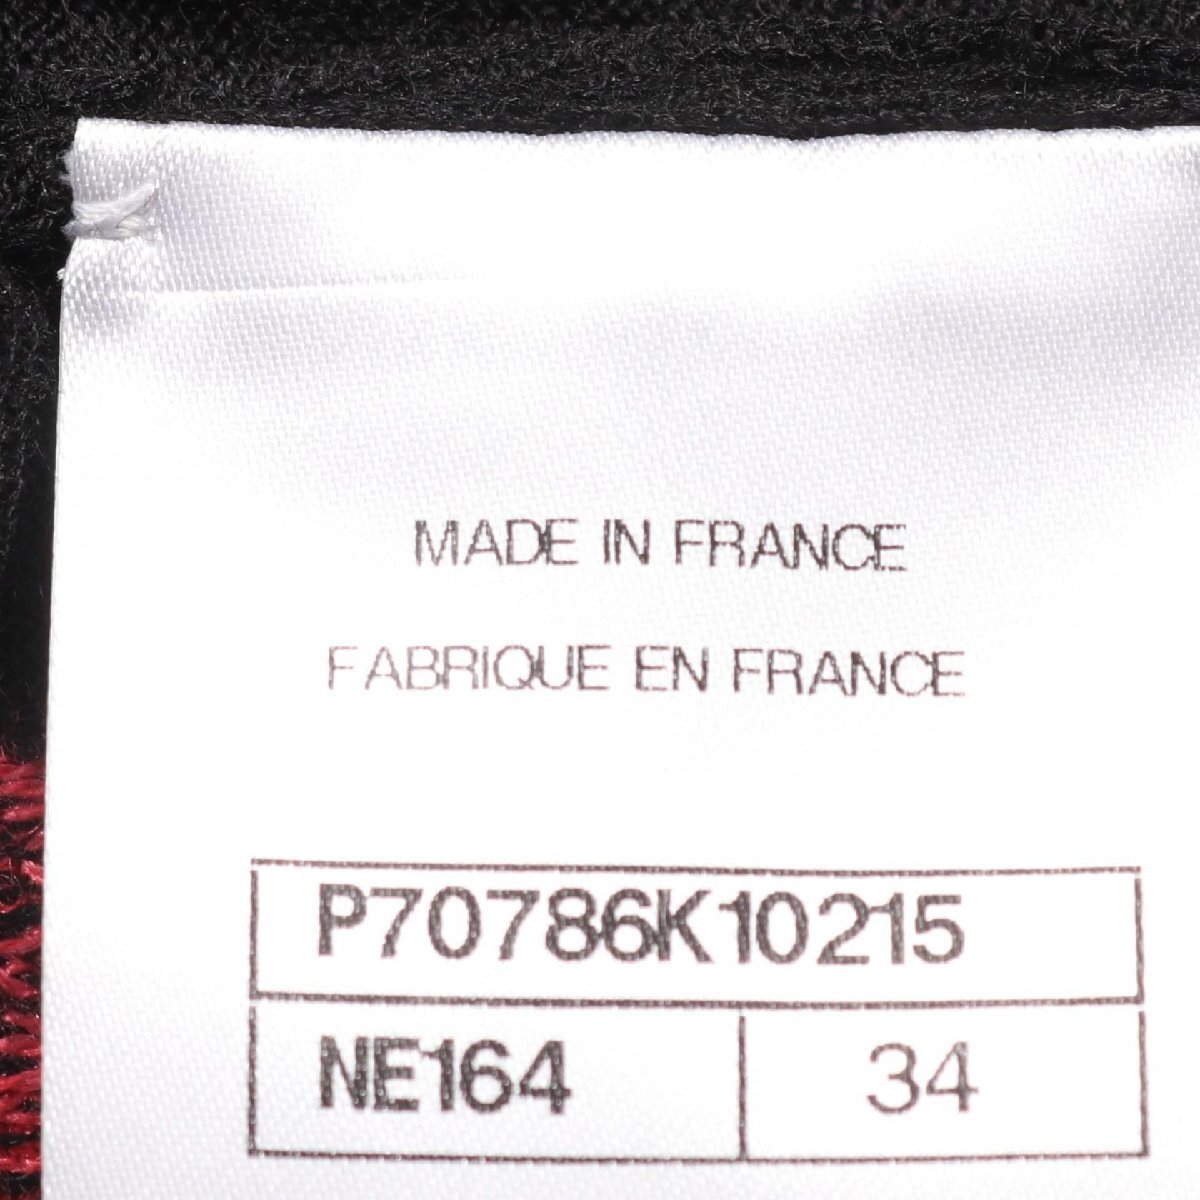 MADE IN FRANCE
FABRIQUE EN FRANCE
P70786K10215
NE164 34